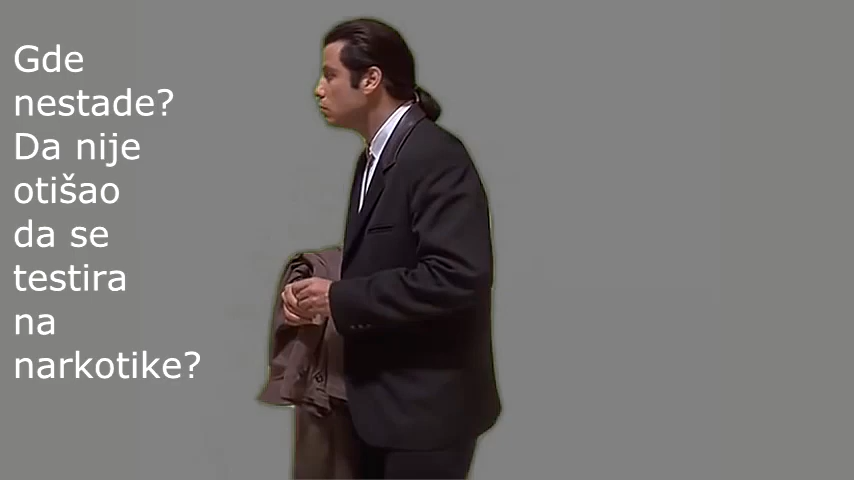 Gde
nestade?
Da nije
otišao
da se
testira
na
narkotike?